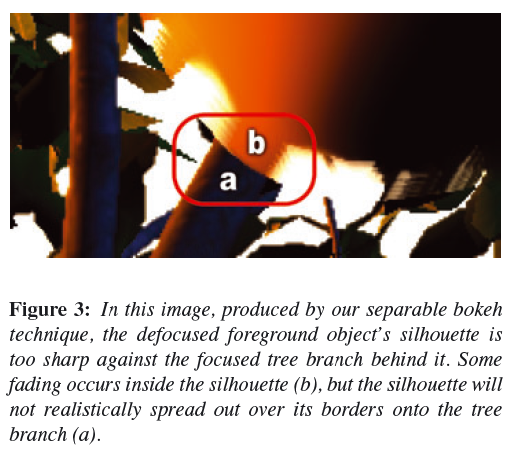 b
a
Figure 3: In this image, produced by our separable bokeh
technique, the defocused foreground object's silhouette is
too sharp against the focused tree branch behind it. Some
fading occurs inside the silhouette (b), but the silhouette will
not realistically spread out over its borders onto the tree
branch (a).